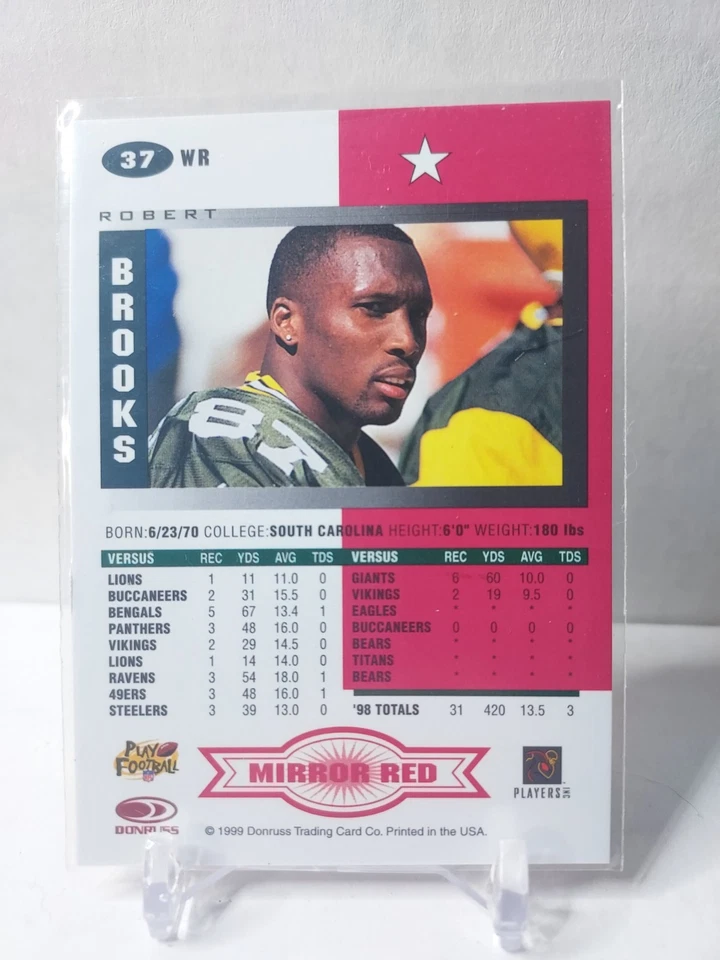 37 WR
ROBERT
BROOKS
87
BORN:6/23/70 COLLEGE:SOUTH CAROLINA HEIGHT:6'0" WEIGHT:180 lbs
VERSUS REC YDS AVG TDS VERSUS REC YDS AVG TDS
LIONS 1 11 11.0 0 GIANTS 6 60 10.0 0
BUCCANEERS 2 31 15.5 0 VIKINGS 2 19 9.5 0
BENGALS 5 67 13.4 1 EAGLES * * * *
PANTHERS 3 48 16.0 0 BUCCANEERS 0 0 0 0
VIKINGS 2 29 14.5 0 BEARS * * * *
LIONS 1 14 14.0 0 TITANS * * * *
RAVENS 3 54 18.0 1 BEARS * * * *
49ERS 3 48 16.0 1
STEELERS 3 39 13.0 0 '98 TOTALS 31 420 13.5 3
PLAY FOOTBALL
NFL
MIRROR RED
PLAYERS INC
DONRUSS
© 1999 Donruss Trading Card Co. Printed in the USA.